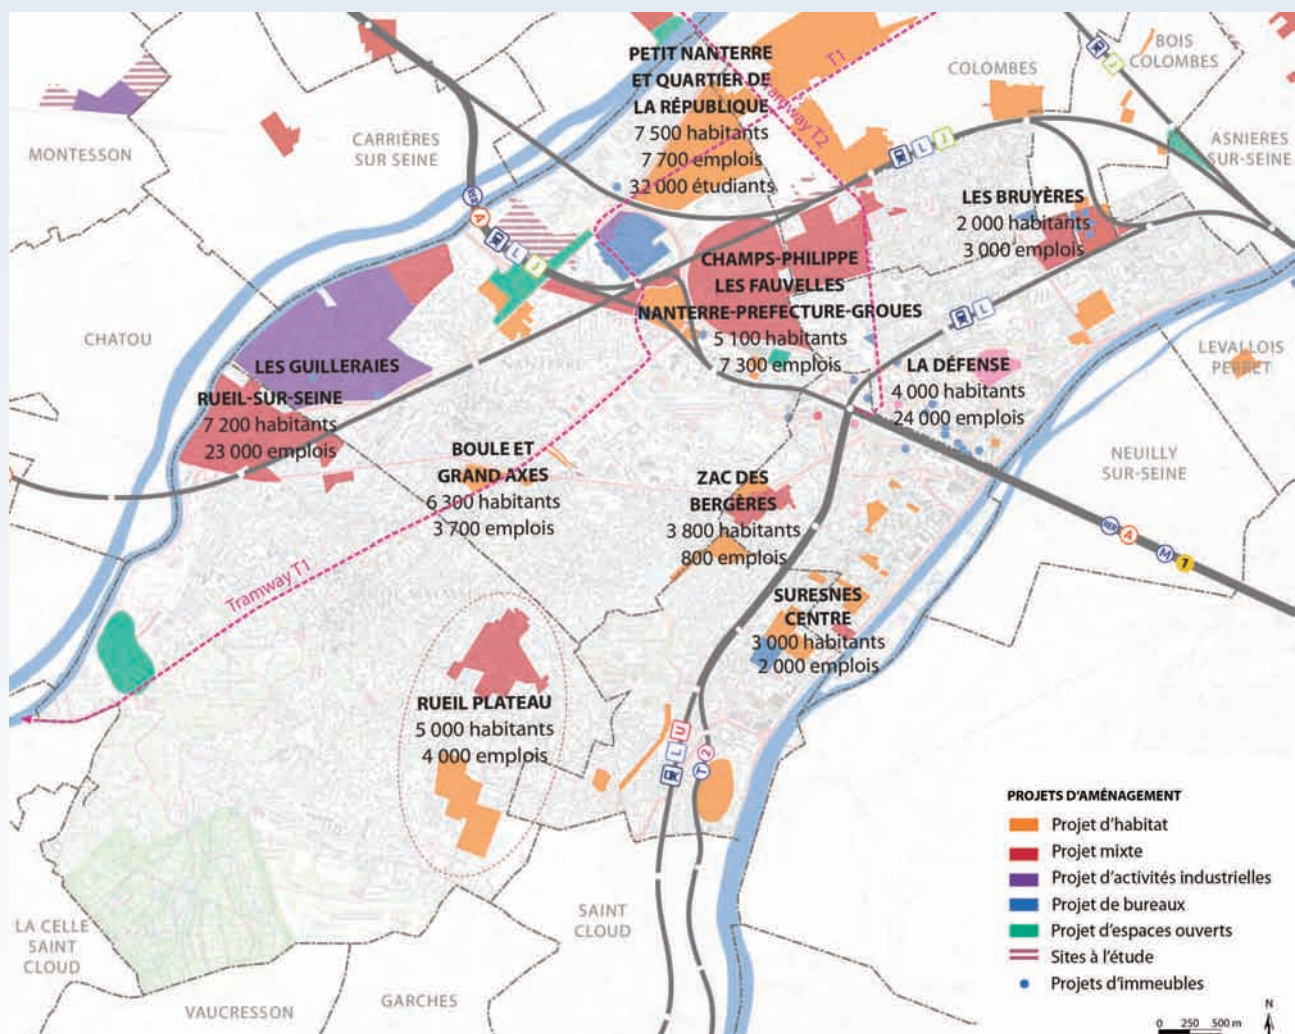 PETIT NANTERRE
ET QUARTIER DE
LA RÉPUBLIQUE
7 500 habitants
7 700 emplois
32 000 étudiants
T1
Tramway T2
BOIS
COLOMBES
J
COLOMBES
ASNIERES
SUR-SEINE
MONTESSON
CARRIÈRES
SUR SEINE
L J
RER A
L J
LES BRUYÈRES
2 000 habitants
3 000 emplois
CHAMPS-PHILIPPE
LES FAUVELLES
NANTERRE-PREFECTURE-GROUES
5 100 habitants
7 300 emplois
L
CHATOU
NANTERRE
LEVALLOIS
PERRET
LES GUILLERAIES
RUEIL-SUR-SEINE
7 200 habitants
23 000 emplois
LA DÉFENSE
4 000 habitants
24 000 emplois
BOULE ET
GRAND AXES
6 300 habitants
3 700 emplois
ZAC DES
BERGÈRES
3 800 habitants
800 emplois
NEUILLY
SUR-SEINE
RER A M 1
Tramway T1
SURESNES
CENTRE
3 000 habitants
2 000 emplois
RUEIL PLATEAU
5 000 habitants
4 000 emplois
L U
T 2
LA CELLE
SAINT
CLOUD
VAUCRESSON
GARCHES
SAINT
CLOUD
PROJETS D'AMÉNAGEMENT
Projet d'habitat
Projet mixte
Projet d'activités industrielles
Projet de bureaux
Projet d'espaces ouverts
Sites à l'étude
Projets d'immeubles
0 250 500 m
N